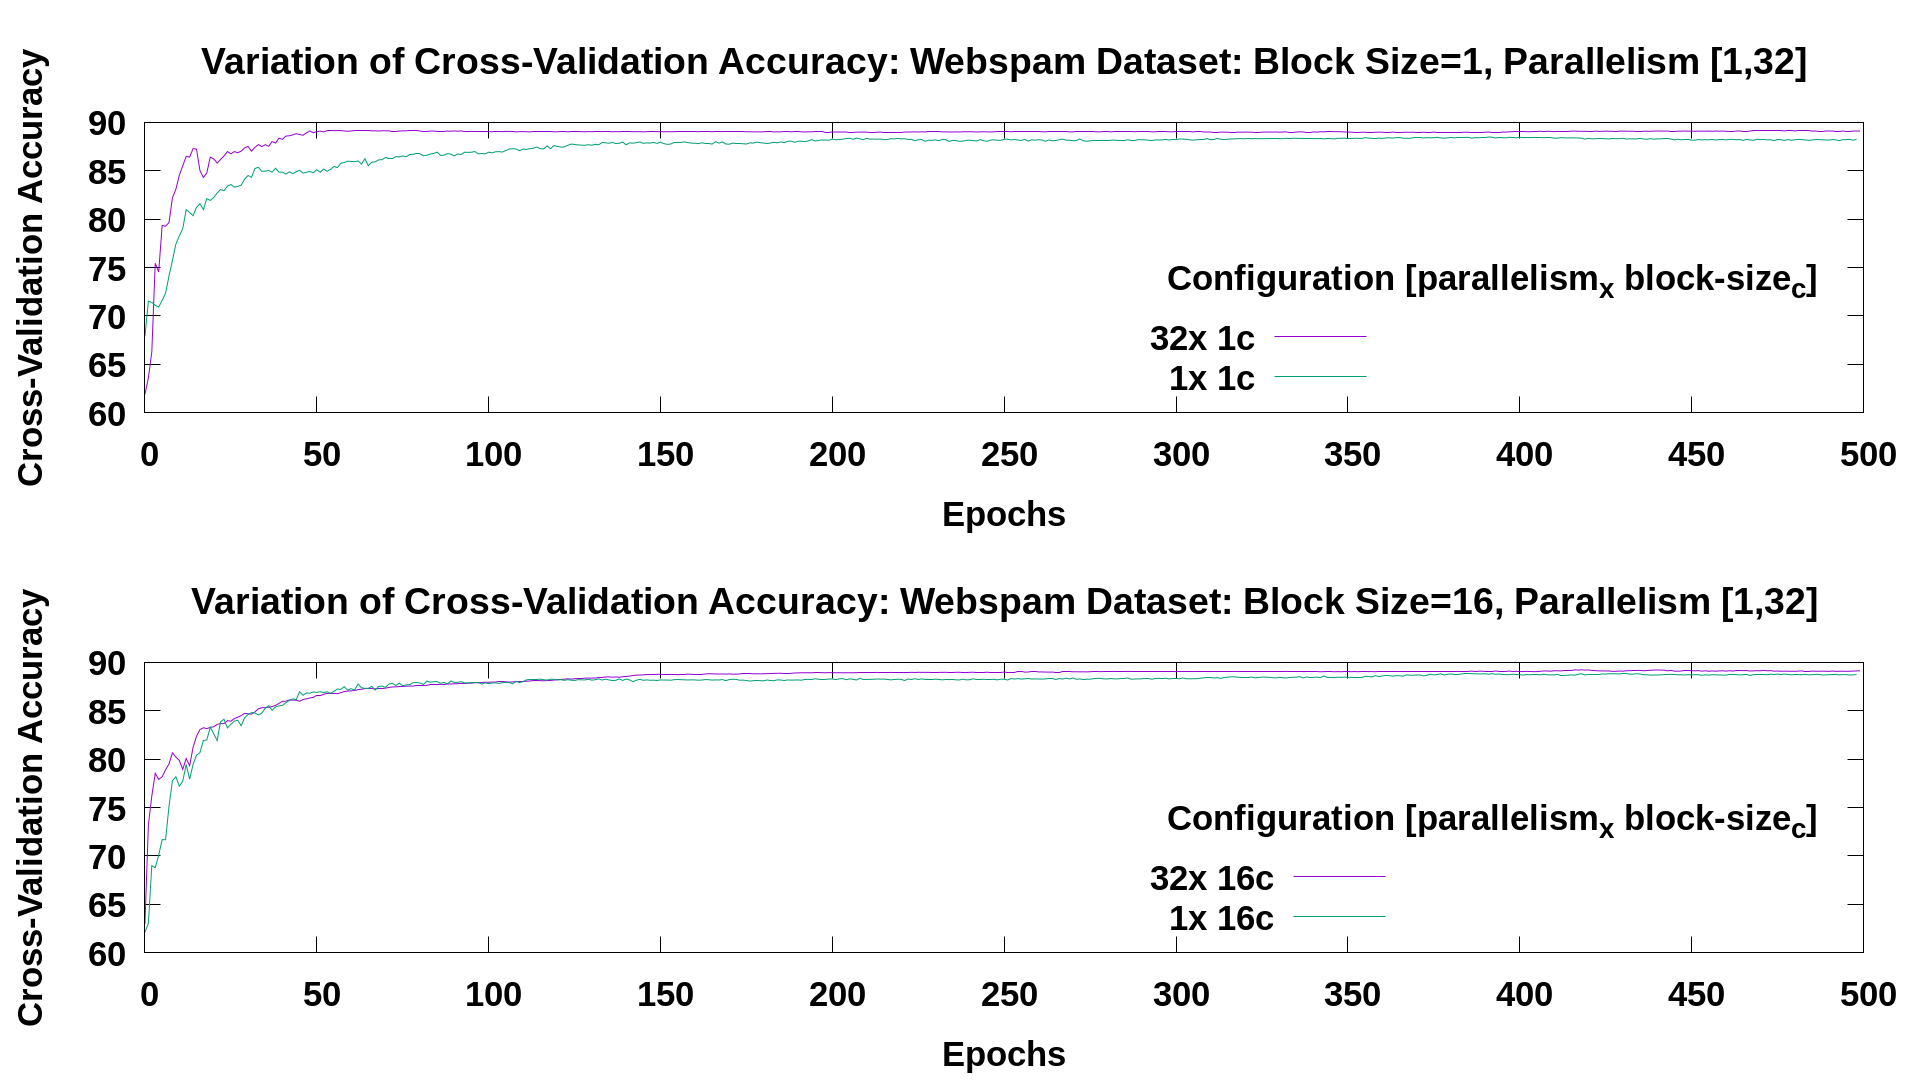 Variation of Cross-Validation Accuracy: Webspam Dataset: Block Size=1, Parallelism [1,32]
Cross-Validation Accuracy
90
85
80
75
70
65
60
Configuration [parallelismx block-sizec]
32x 1c
1x 1c
0 50 100 150 200 250 300 350 400 450 500
Epochs
Variation of Cross-Validation Accuracy: Webspam Dataset: Block Size=16, Parallelism [1,32]
Cross-Validation Accuracy
90
85
80
75
70
65
60
Configuration [parallelismx block-sizec]
32x 16c
1x 16c
0 50 100 150 200 250 300 350 400 450 500
Epochs